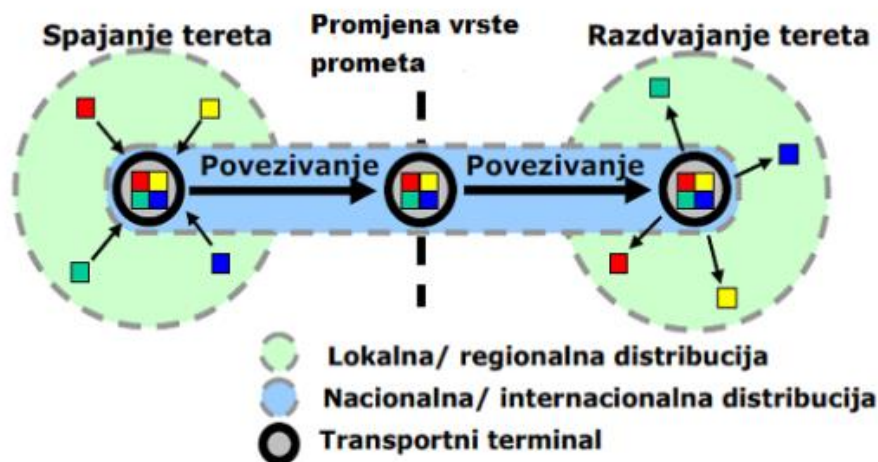 Spajanje tereta
Promjena vrste
prometa
Razdvajanje tereta
Povezivanje
Povezivanje
Lokalna/ regionalna distribucija
Nacionalna/ internacionalna distribucija
Transportni terminal